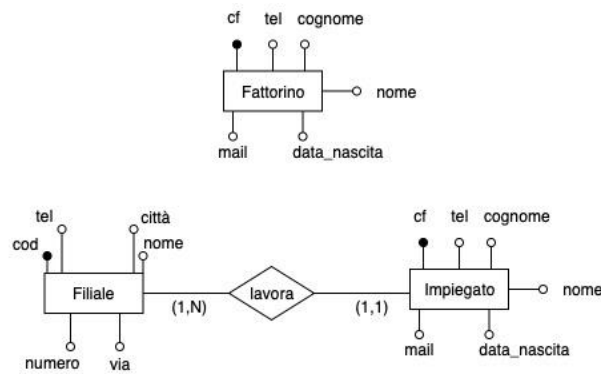 cf tel cognome
Fattorino
nome
mail data_nascita
tel città
cod nome
Filiale
(1,N)
lavora
(1,1)
numero via
cf tel cognome
Impiegato
nome
mail data_nascita